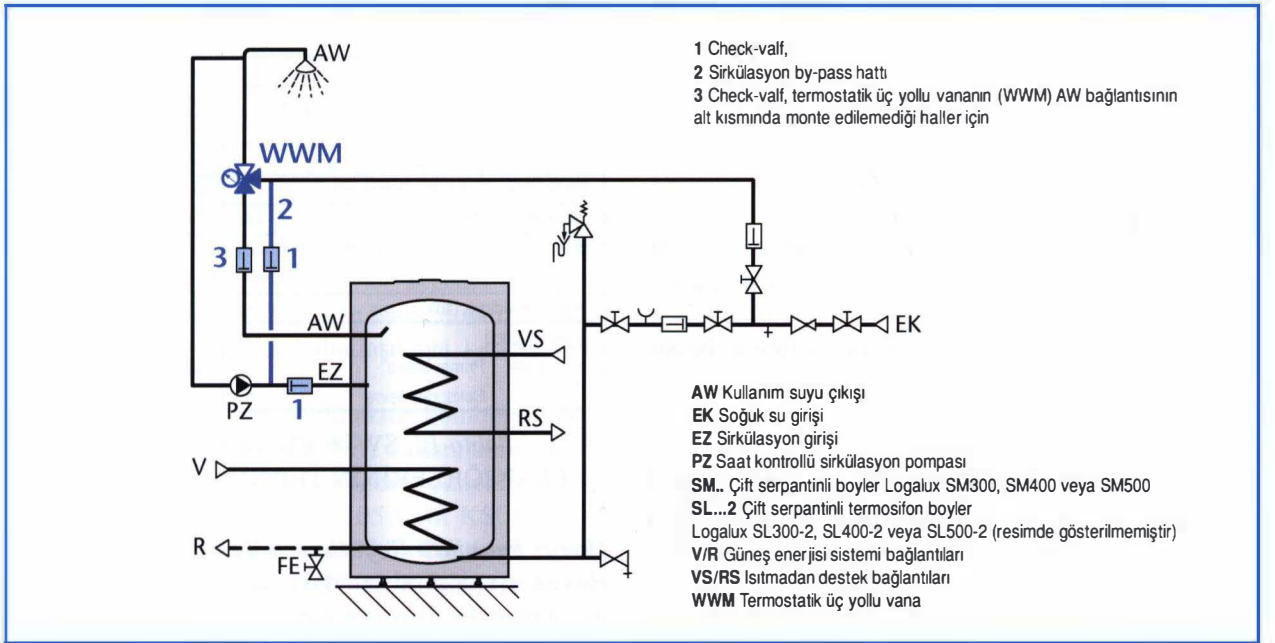 AW
1 Check-valf,
2 Sirkülasyon by-pass hattı
3 Check-valf, termostatik üç yollu vananın (WWM) AW bağlantısının
alt kısmında monte edilemediği haller için
WWM
2
3
1
AW
EZ
PZ
1
VS
RS
EK
V
R
FE
AW Kullanım suyu çıkışı
EK Soğuk su girişi
EZ Sirkülasyon girişi
PZ Saat kontrollü sirkülasyon pompası
SM.. Çift serpantinli boyler Logalux SM300, SM400 veya SM500
SL...2 Çift serpantinli termosifon boyler
Logalux SL300-2, SL400-2 veya SL500-2 (resimde gösterilmemiştir)
V/R Güneş enerjisi sistemi bağlantıları
VS/RS Isıtmadan destek bağlantıları
WWM Termostatik üç yollu vana